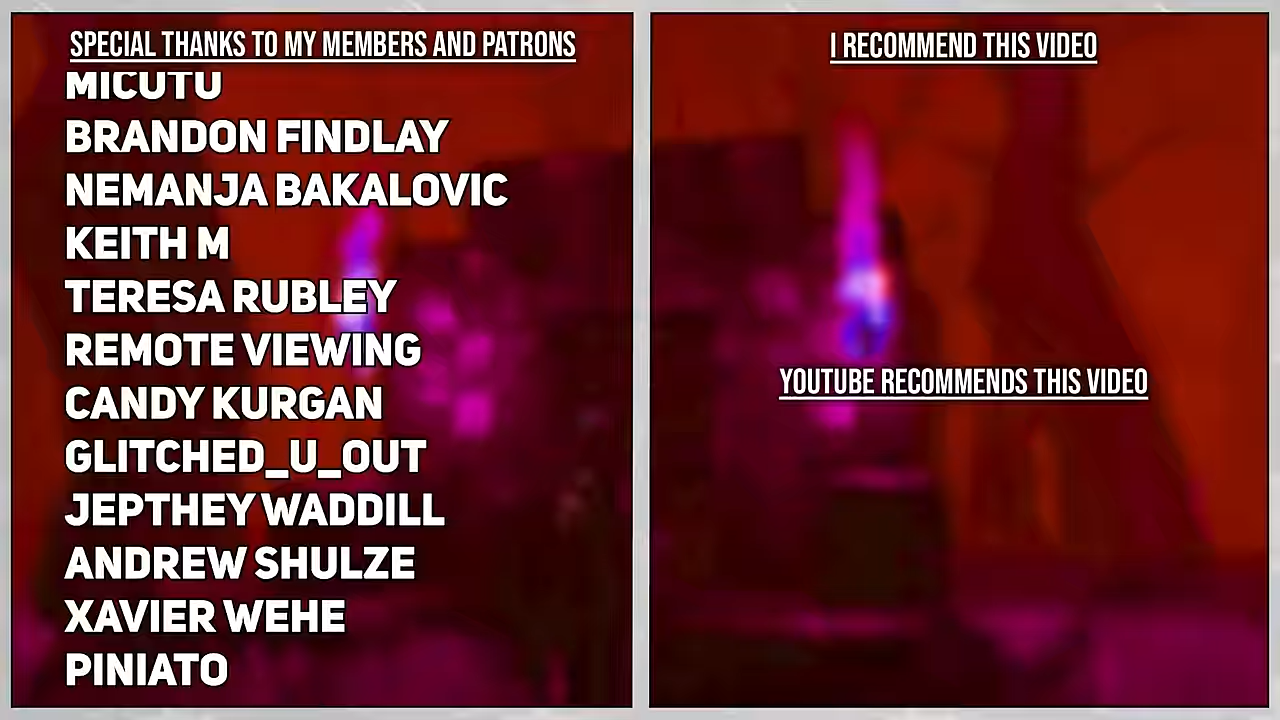 SPECIAL THANKS TO MY MEMBERS AND PATRONS
MICUTU
BRANDON FINDLAY
NEMANJA BAKALOVIC
KEITH M
TERESA RUBLEY
REMOTE VIEWING
CANDY KURGAN
GLITCHED_U_OUT
JEPTHEY WADDILL
ANDREW SHULZE
XAVIER WEHE
PINIATO
I RECOMMEND THIS VIDEO
YOUTUBE RECOMMENDS THIS VIDEO